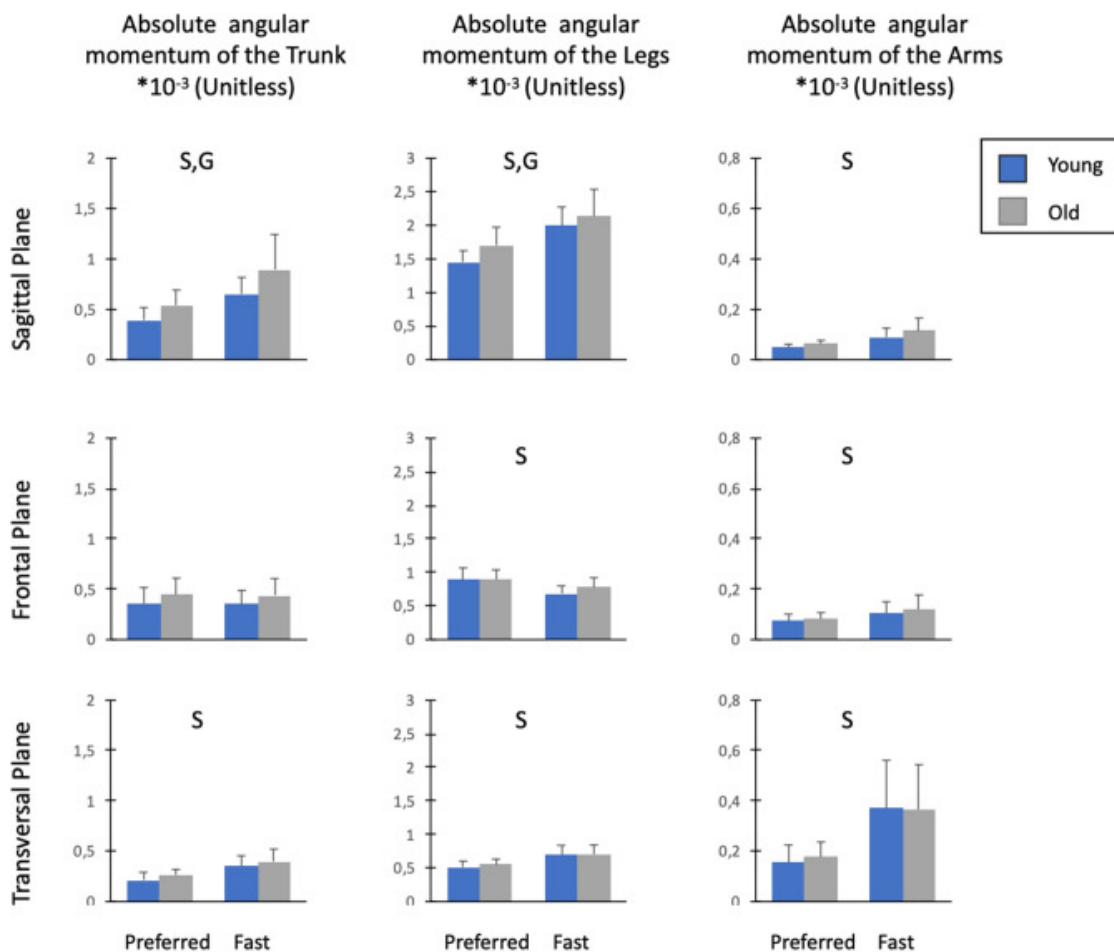 Absolute angular
momentum of the Trunk
*10⁻³ (Unitless)
Absolute angular
momentum of the Legs
*10⁻³ (Unitless)
Absolute angular
momentum of the Arms
*10⁻³ (Unitless)
Young
Old
Sagittal Plane
S,G
2
1,5
1
0,5
0
S,G
3
2,5
2
1,5
1
0,5
0
S
0,8
0,6
0,4
0,2
0
Frontal Plane
2
1,5
1
0,5
0
S
3
2,5
2
1,5
1
0,5
0
S
0,8
0,6
0,4
0,2
0
Transversal Plane
S
2
1,5
1
0,5
0
S
3
2,5
2
1,5
1
0,5
0
S
0,8
0,6
0,4
0,2
0
Preferred Fast
Preferred Fast
Preferred Fast